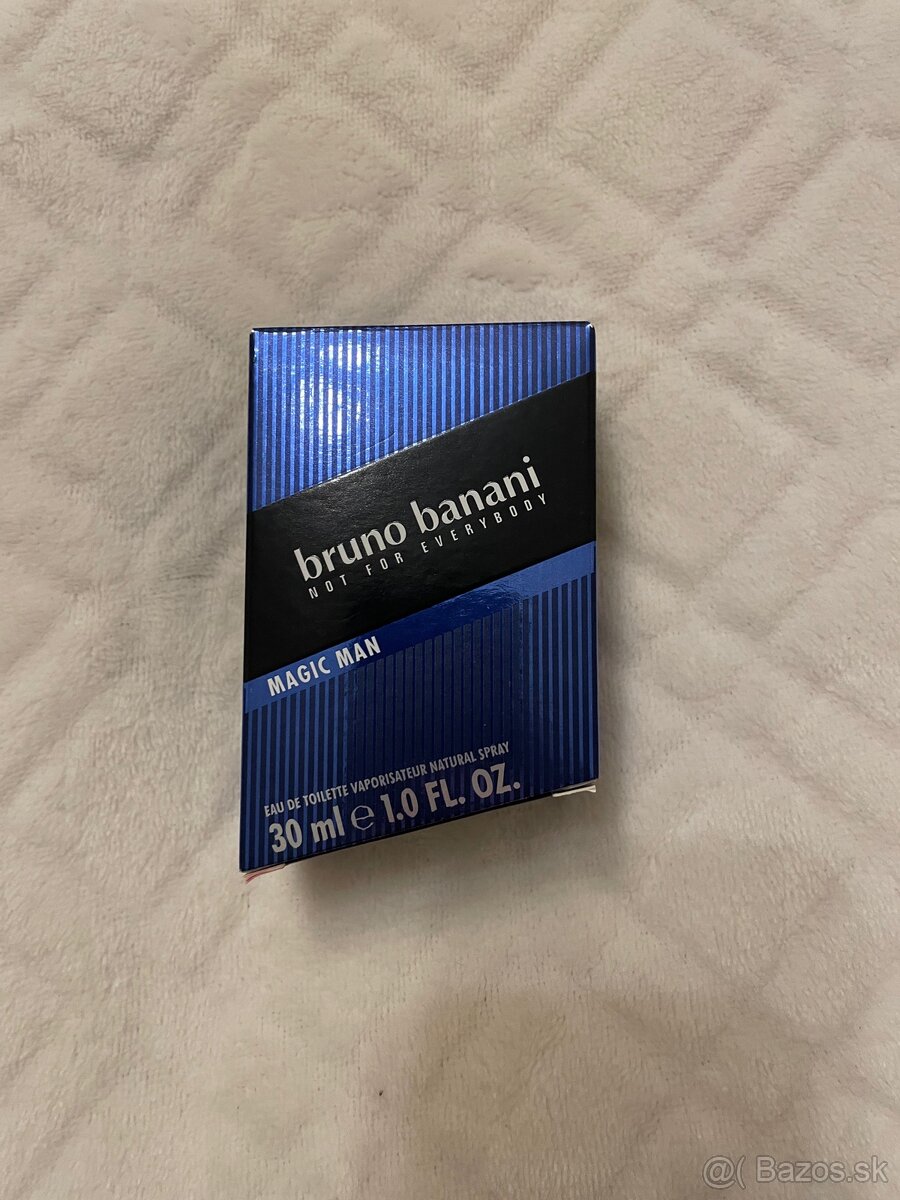 bruno banani
NOT FOR EVERYBODY
MAGIC MAN
EAU DE TOILETTE VAPORISATEUR NATURAL SPRAY
30 ml e 1.0 FL. OZ.
@( Bazos.sk